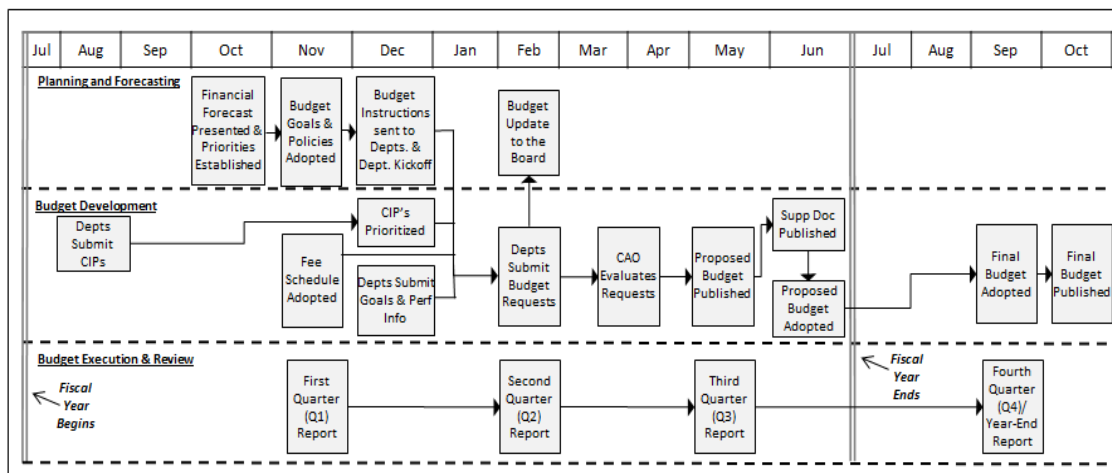 Jul Aug Sep Oct Nov Dec Jan Feb Mar Apr May Jun Jul Aug Sep Oct
Planning and Forecasting
Financial
Forecast
Presented &
Priorities
Established
Budget
Goals &
Policies
Adopted
Budget
Instructions
sent to
Depts. &
Dept. Kickoff
Budget
Update
to the
Board
Budget Development
Depts
Submit
CIPs
CIP's
Prioritized
Fee
Schedule
Adopted
Depts Submit
Goals & Perf
Info
Depts
Submit
Budget
Requests
CAO
Evaluates
Requests
Proposed
Budget
Published
Supp Doc
Published
Proposed
Budget
Adopted
Final
Budget
Adopted
Final
Budget
Published
Budget Execution & Review
Fiscal
Year
Begins
First
Quarter
(Q1)
Report
Second
Quarter
(Q2)
Report
Third
Quarter
(Q3)
Report
Fiscal
Year
Ends
Fourth
Quarter
(Q4)/
Year-End
Report